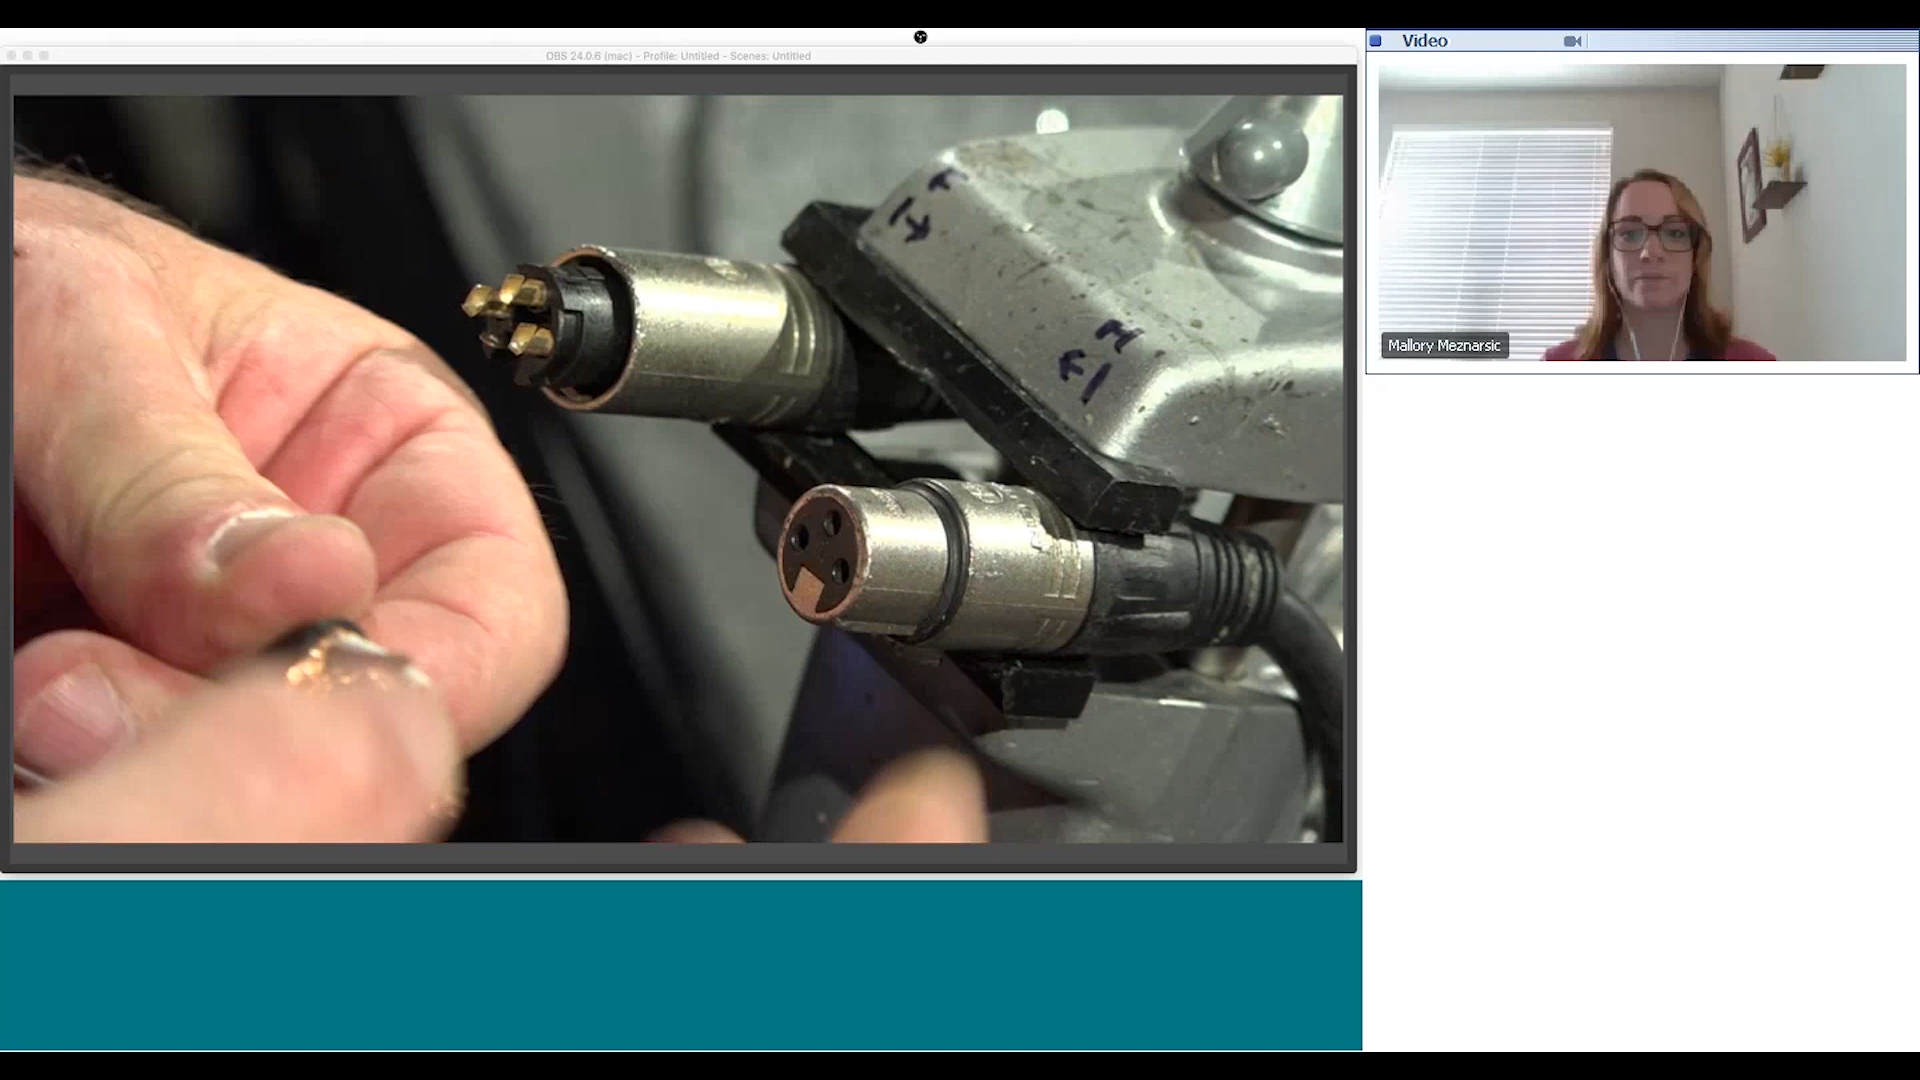 OBS 24.0.6 (mac) - Profile: Untitled - Scenes: Untitled
Video
Mallory Meznarsic